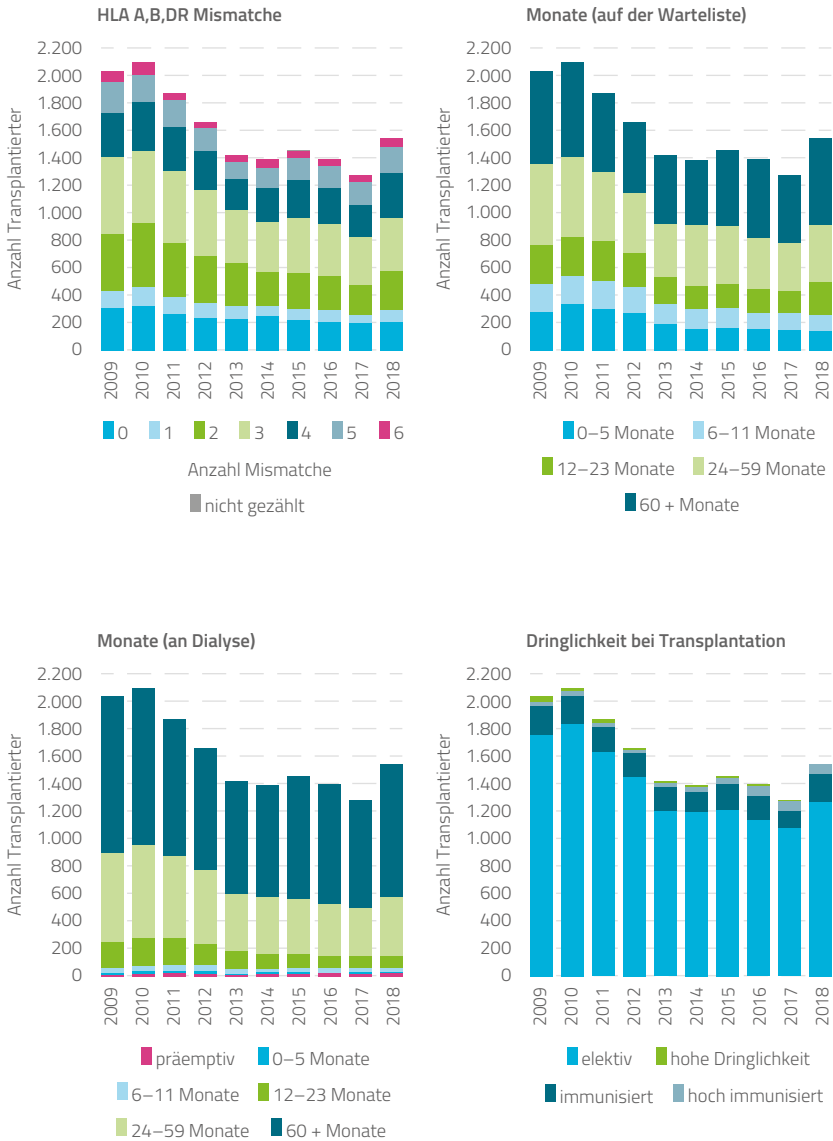 HLA A,B,DR Mismatche
Anzahl Transplantierter
2.200
2.000
1.800
1.600
1.400
1.200
1.000
800
600
400
200
0
2009 2010 2011 2012 2013 2014 2015 2016 2017 2018
0 1 2 3 4 5 6
Anzahl Mismatche
nicht gezählt
Monate (auf der Warteliste)
Anzahl Transplantierter
2.200
2.000
1.800
1.600
1.400
1.200
1.000
800
600
400
200
0
2009 2010 2011 2012 2013 2014 2015 2016 2017 2018
0–5 Monate 6–11 Monate
12–23 Monate 24–59 Monate
60 + Monate
Monate (an Dialyse)
Anzahl Transplantierter
2.200
2.000
1.800
1.600
1.400
1.200
1.000
800
600
400
200
0
2009 2010 2011 2012 2013 2014 2015 2016 2017 2018
präemptiv 0–5 Monate
6–11 Monate 12–23 Monate
24–59 Monate 60 + Monate
Dringlichkeit bei Transplantation
Anzahl Transplantierter
2.200
2.000
1.800
1.600
1.400
1.200
1.000
800
600
400
200
0
2009 2010 2011 2012 2013 2014 2015 2016 2017 2018
elektiv hohe Dringlichkeit
immunisiert hoch immunisiert